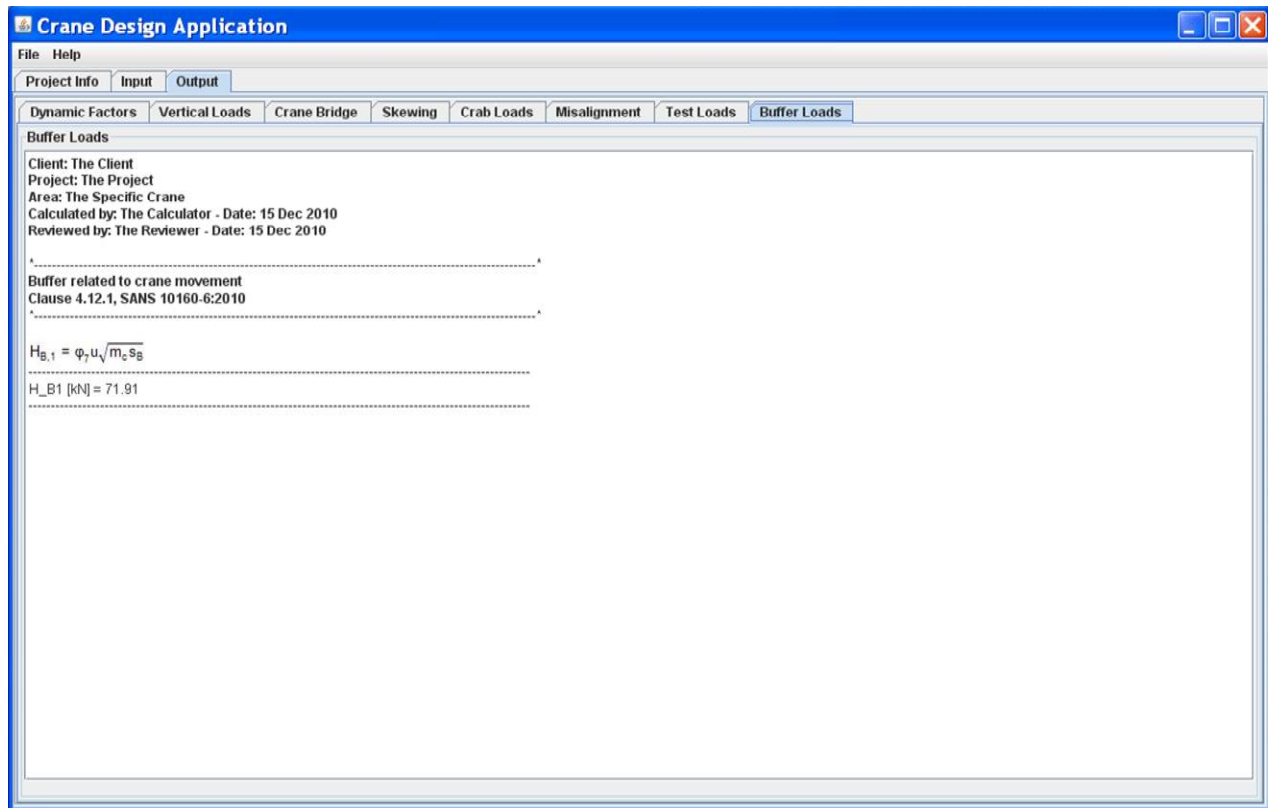 Crane Design Application
File Help
Project Info Input Output
Dynamic Factors Vertical Loads Crane Bridge Skewing Crab Loads Misalignment Test Loads Buffer Loads
Buffer Loads
Client: The Client
Project: The Project
Area: The Specific Crane
Calculated by: The Calculator - Date: 15 Dec 2010
Reviewed by: The Reviewer - Date: 15 Dec 2010
*----------------------------------------------------------------*
Buffer related to crane movement
Clause 4.12.1, SANS 10160-6:2010
*----------------------------------------------------------------*
H_{B,1} = φ₇u√(m_c s_B)
----------------------------------------------------------------
H_B1 [kN] = 71.91
----------------------------------------------------------------